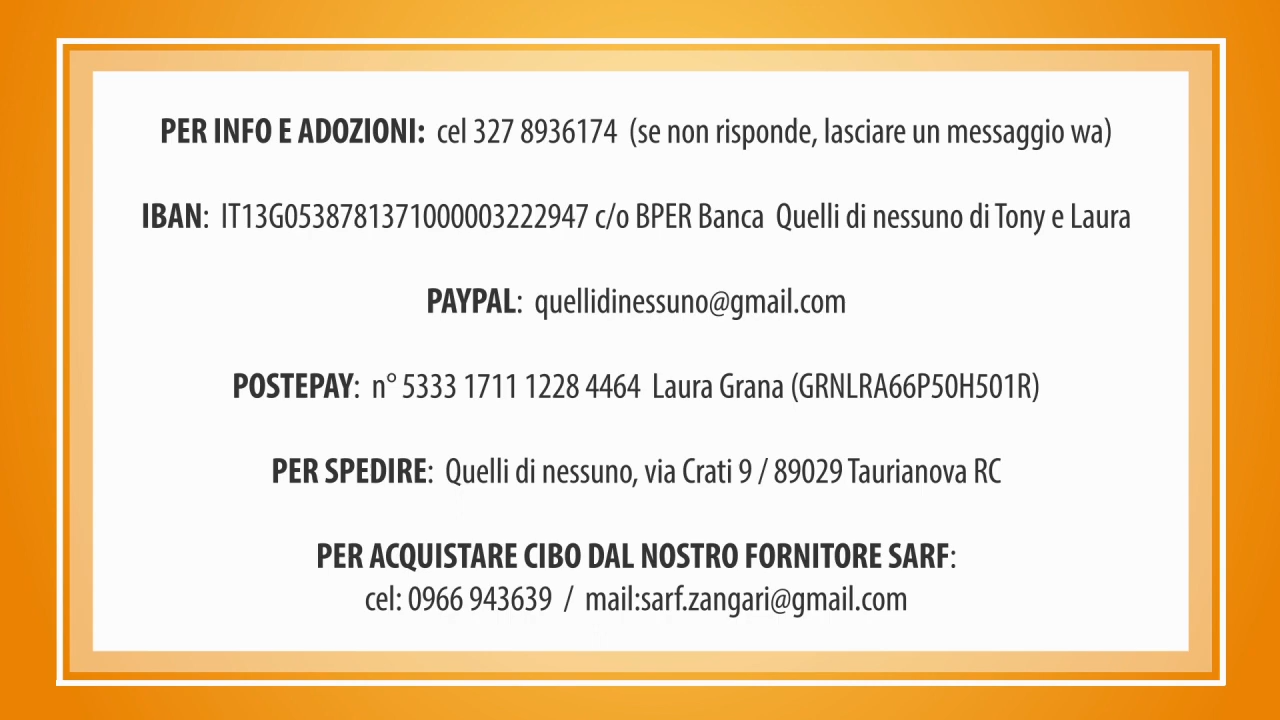 PER INFO E ADOZIONI: cel 327 8936174 (se non risponde, lasciare un messaggio wa)
IBAN: IT13G0538781371000003222947 c/o BPER Banca Quelli di nessuno di Tony e Laura
PAYPAL: quellidinessuno@gmail.com
POSTEPAY: n° 5333 1711 1228 4464 Laura Grana (GRNLRA66P50H501R)
PER SPEDIRE: Quelli di nessuno, via Crati 9 / 89029 Taurianova RC
PER ACQUISTARE CIBO DAL NOSTRO FORNITORE SARF:
cel: 0966 943639 / mail:sarf.zangari@gmail.com